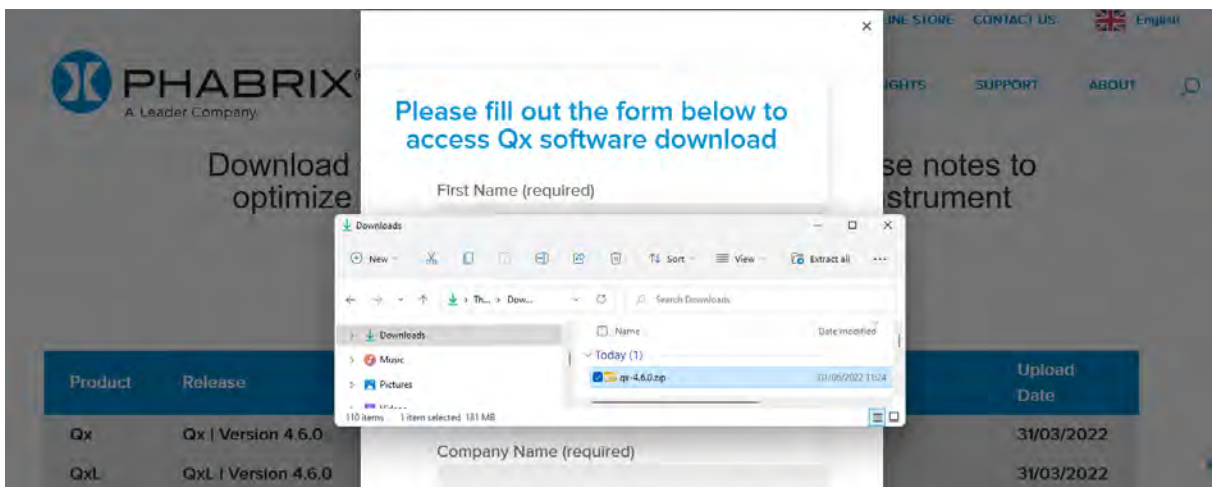 CONTACT US
English
PHABRIX®
A Leader Company
SUPPORT
ABOUT
Please fill out the form below to
access Qx software download
Download
se notes to
optimize
strument
First Name (required)
Downloads
New
Sort
View
Extract all
Th... > Dow...
Search Downloads
Downloads
Name
Date modified
Music
Today (1)
Pictures
qx-4.6.0.zip
110 items
1 item selected 181 MB
Product
Release
Upload
Date
Qx
Qx | Version 4.6.0
31/03/2022
Company Name (required)
QxL
QxL | Version 4.6.0
31/03/2022